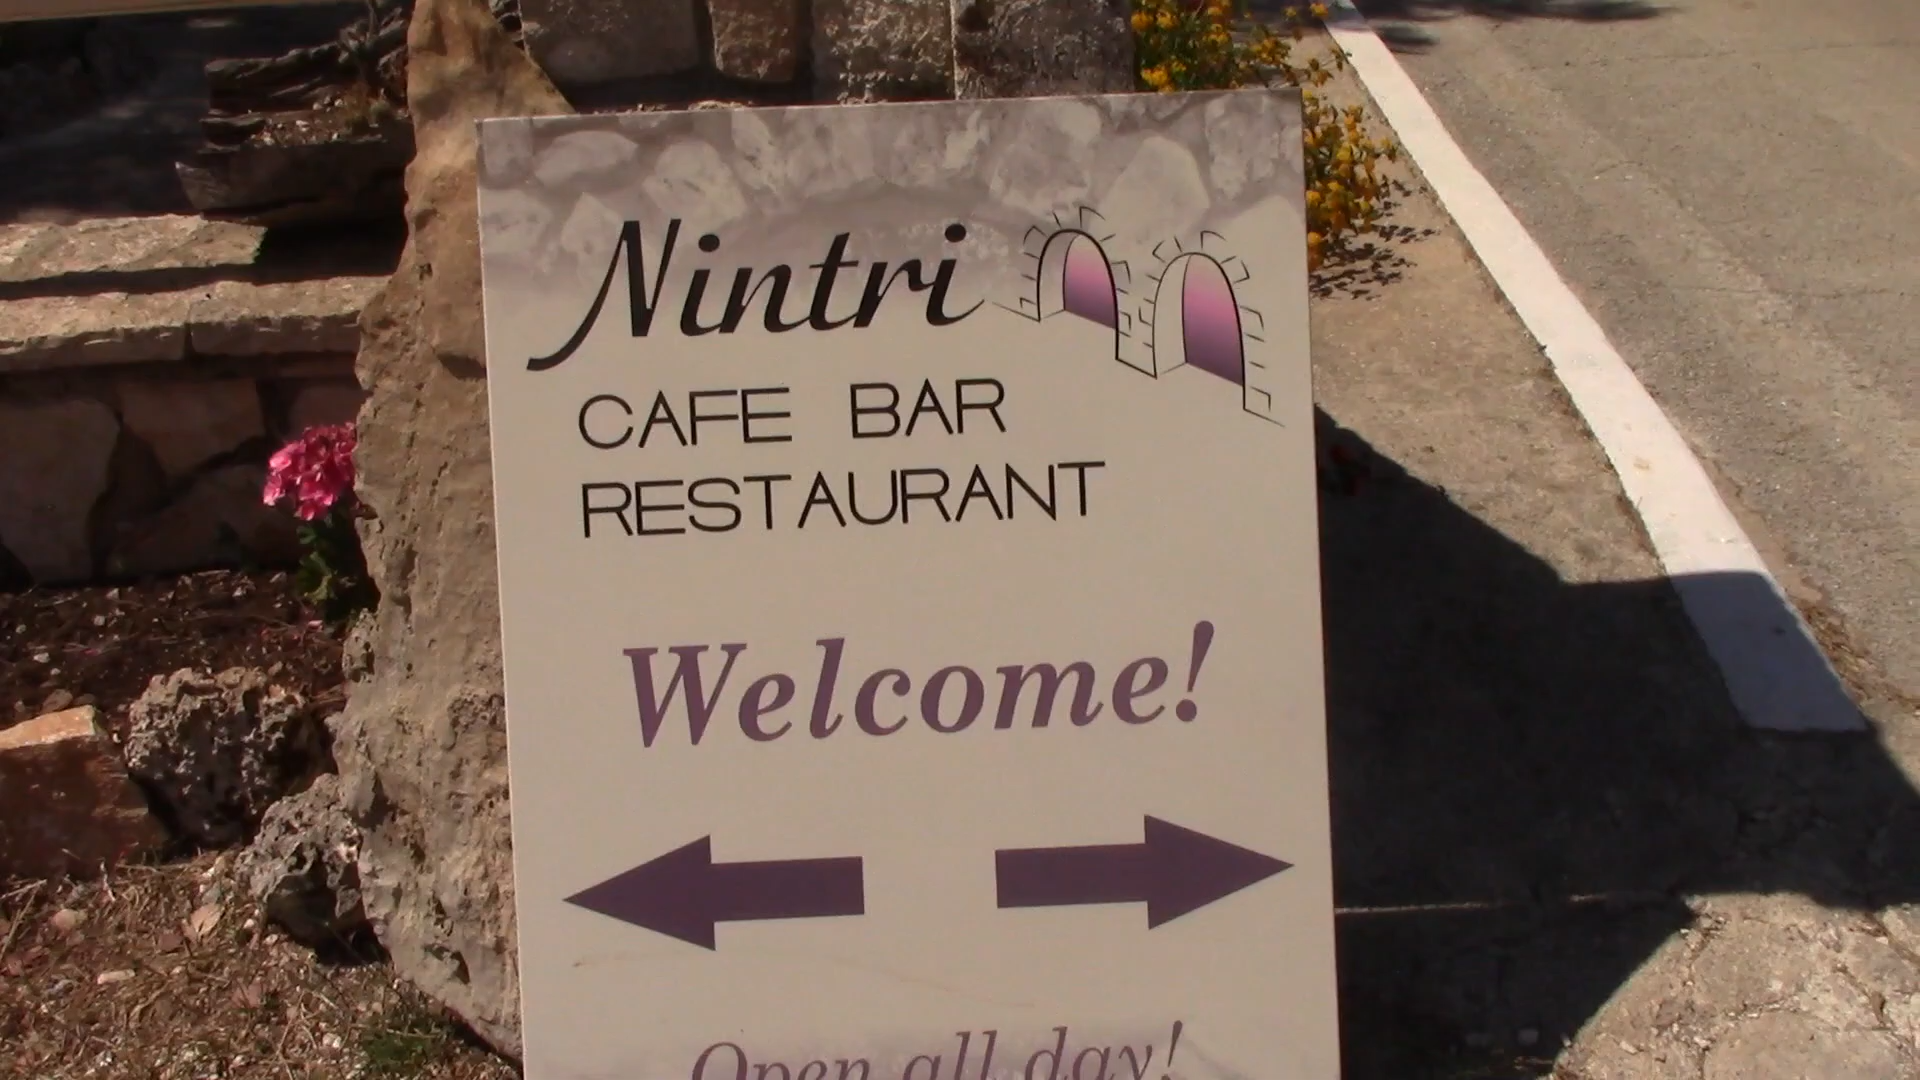 Nintri
CAFE BAR
RESTAURANT
Welcome!
Open all day!